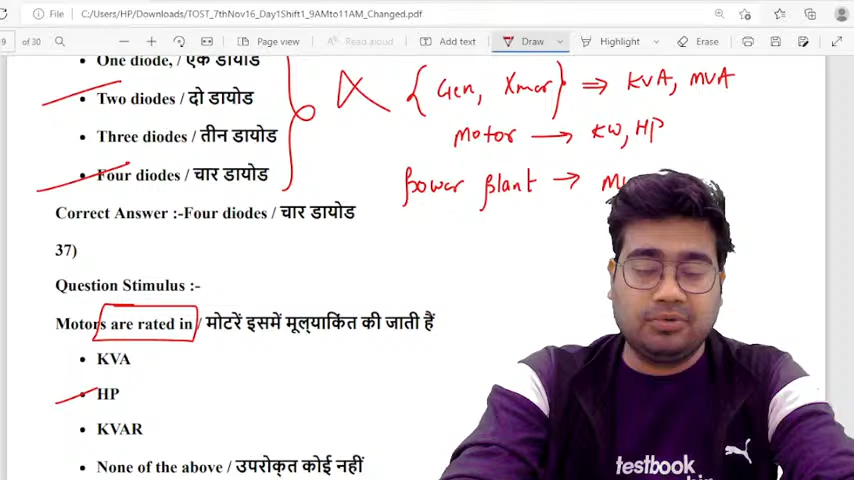 File
C:/Users/HP/Downloads/TOST_7thNov16_Day1Shift1_9AMto11AM_Changed.pdf
9 of 30
Page view
Read aloud
Add text
Draw
Highlight
Erase
One diode, / एक डायोड
Two diodes / दो डायोड
Three diodes / तीन डायोड
Four diodes / चार डायोड
Gen, Xmer ⇒ KVA, MVA
Motor → KW, HP
Power Plant →
Correct Answer :-Four diodes / चार डायोड
37)
Question Stimulus :-
Motors are rated in / मोटरें इसमें मूल्याकिंत की जाती हैं
KVA
HP
KVAR
None of the above / उपरोक्त कोई नहीं
testbook